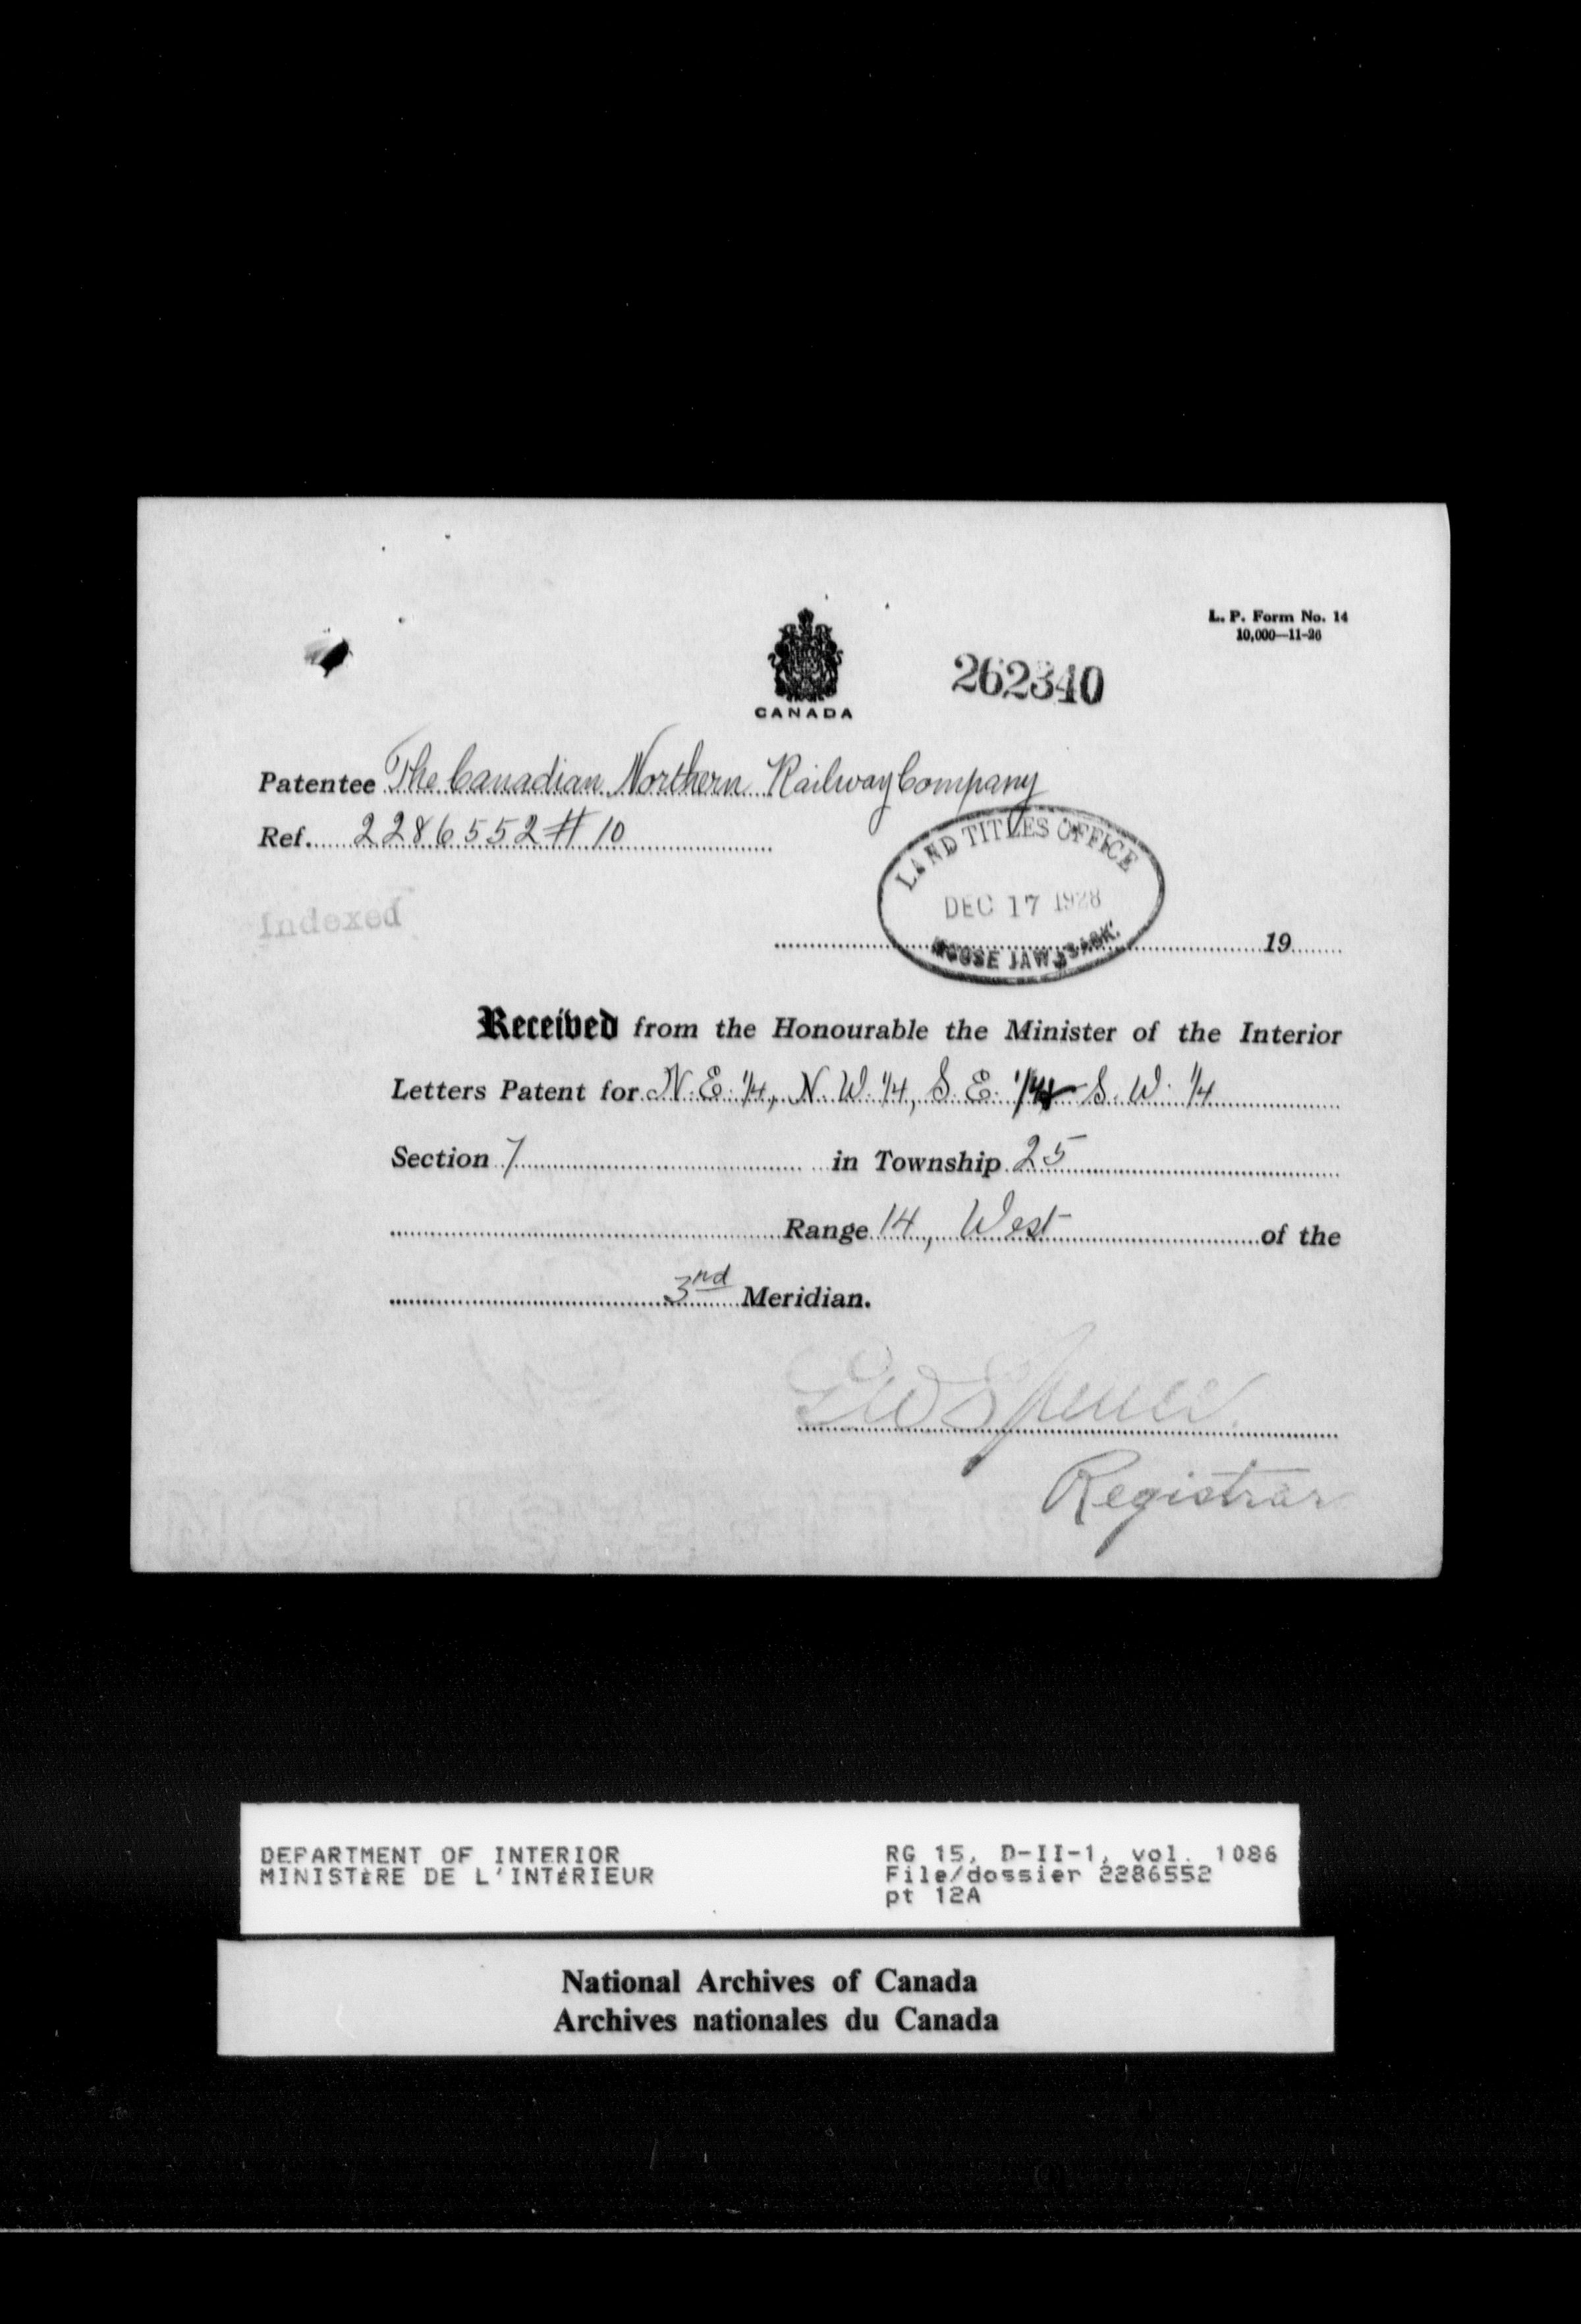 L. P. Form No. 14
10,000—11-26
CANADA
262340
Patentee The Canadian Northern Railway Company
Ref. 2286552 # 10
Indexed
LAND TITLES OFFICE
DEC 17 1928
MOOSE JAW, SASK.
19
Received from the Honourable the Minister of the Interior
Letters Patent for N. E. 1/4, N. W. 1/4, S. E. 1/4 S. W. 1/4
Section 7 in Township 25
Range 14, West of the
3nd Meridian.
Registrar
DEPARTMENT OF INTERIOR
MINISTÈRE DE L'INTÉRIEUR
RG 15, D-II-1, vol. 1086
File/dossier 2286552
pt 12A
National Archives of Canada
Archives nationales du Canada